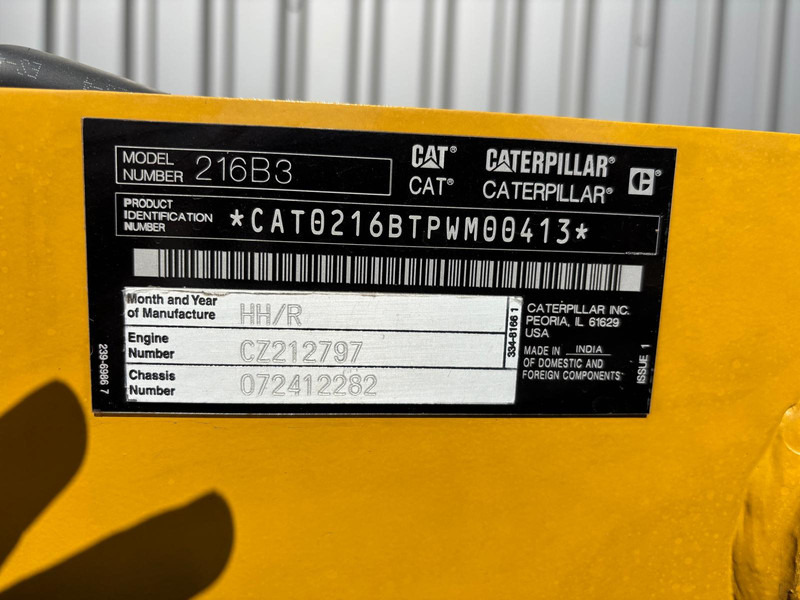 MODEL NUMBER 216B3
CAT® CATERPILLAR®
CAT® CATERPILLAR®
PRODUCT IDENTIFICATION NUMBER *CAT0216BTPWM00413*
Month and Year of Manufacture HH/R
Engine Number CZ212797
Chassis Number 072412282
334-8166 1
CATERPILLAR INC.
PEORIA, IL 61629
USA
MADE IN INDIA
OF DOMESTIC AND
FOREIGN COMPONENTS
ISSUE 1
239-6986 7